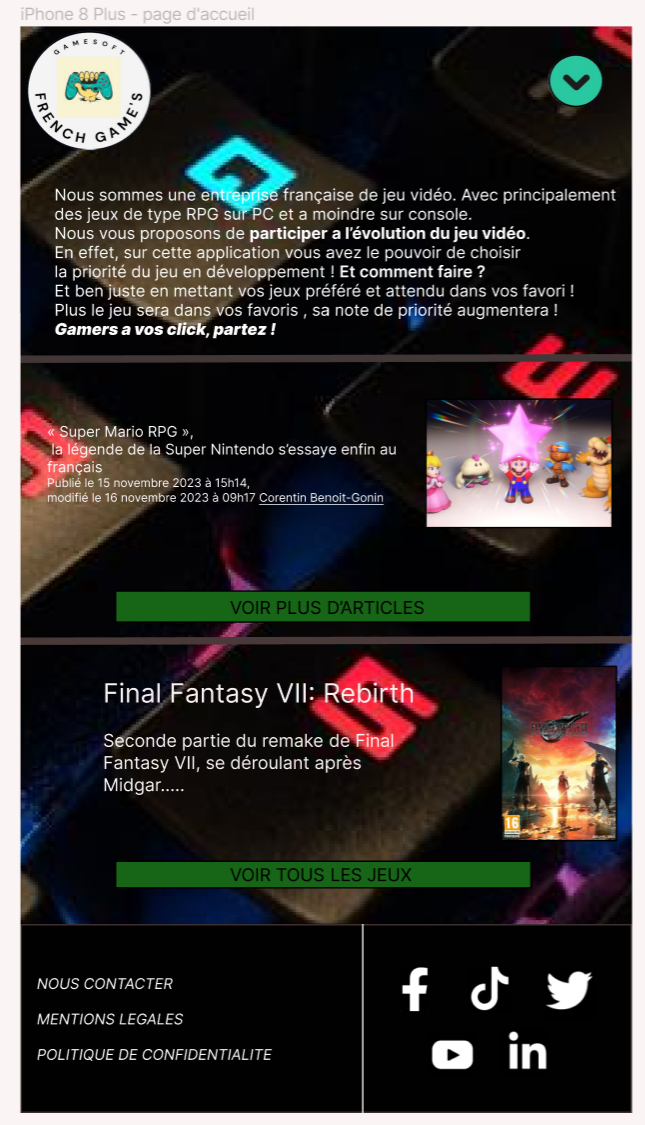 iPhone 8 Plus - page d'accueil
GAMESOFT
FRENCH GAME'S
Nous sommes une entreprise française de jeu vidéo. Avec principalement
des jeux de type RPG sur PC et a moindre sur console.
Nous vous proposons de participer a l’évolution du jeu vidéo.
En effet, sur cette application vous avez le pouvoir de choisir
la priorité du jeu en développement ! Et comment faire ?
Et ben juste en mettant vos jeux préféré et attendu dans vos favori !
Plus le jeu sera dans vos favoris , sa note de priorité augmentera !
Gamers a vos click, partez !
« Super Mario RPG »,
la légende de la Super Nintendo s’essaye enfin au
français
Publié le 15 novembre 2023 à 15h14,
modifié le 16 novembre 2023 à 09h17 Corentin Benoit-Gonin
VOIR PLUS D’ARTICLES
Final Fantasy VII: Rebirth
Seconde partie du remake de Final
Fantasy VII, se déroulant après
Midgar.....
16
VOIR TOUS LES JEUX
NOUS CONTACTER
MENTIONS LEGALES
POLITIQUE DE CONFIDENTIALITE
in